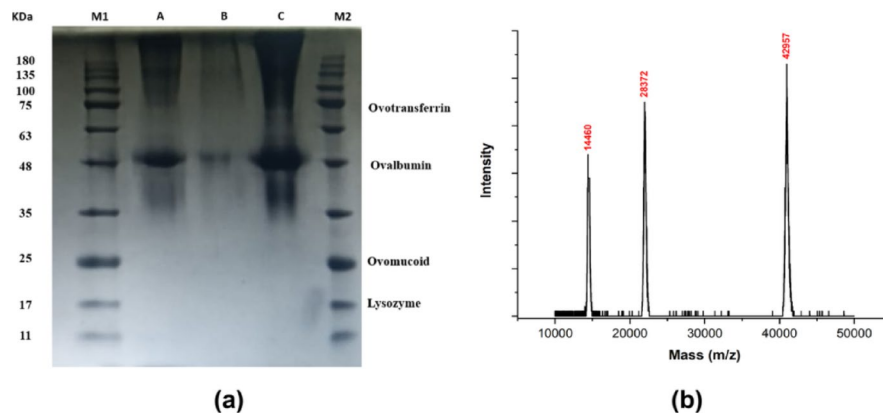 KDa M1 A B C M2
180
135
100
75
Ovotransferrin
63
48
Ovalbumin
35
25
Ovomucoid
17
Lysozyme
11
(a)
14460
28372
42957
Intensity
10000 20000 30000 40000 50000
Mass (m/z)
(b)